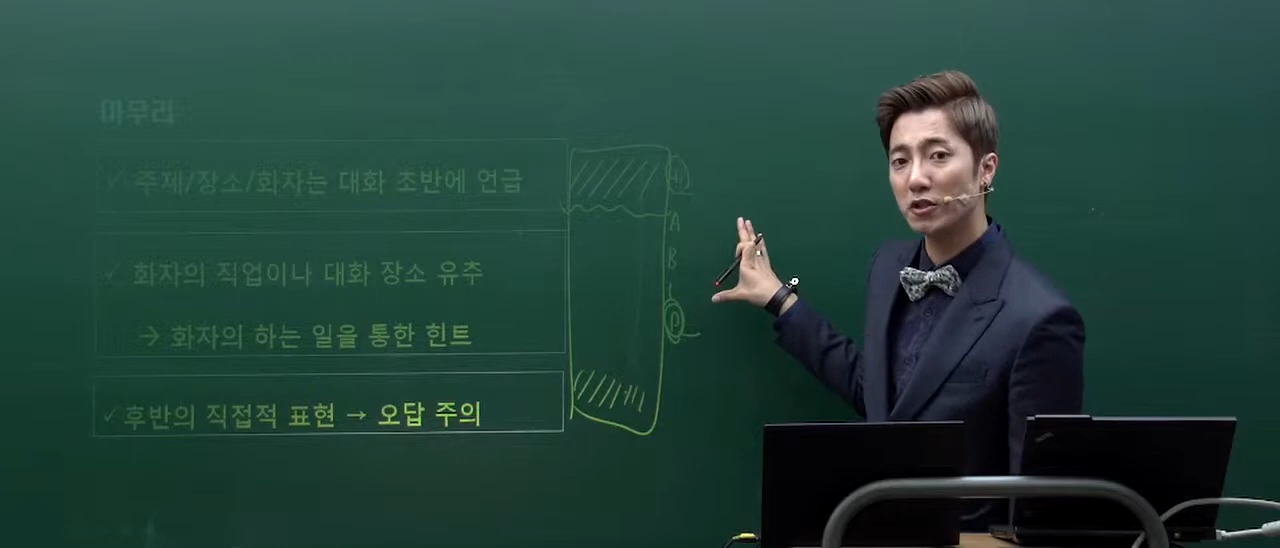 마무리
✓ 주제/장소/화자는 대화 초반에 언급
✓ 화자의 직업이나 대화 장소 유추
→ 화자의 하는 일을 통한 힌트
✓후반의 직접적 표현 → 오답 주의
A
B